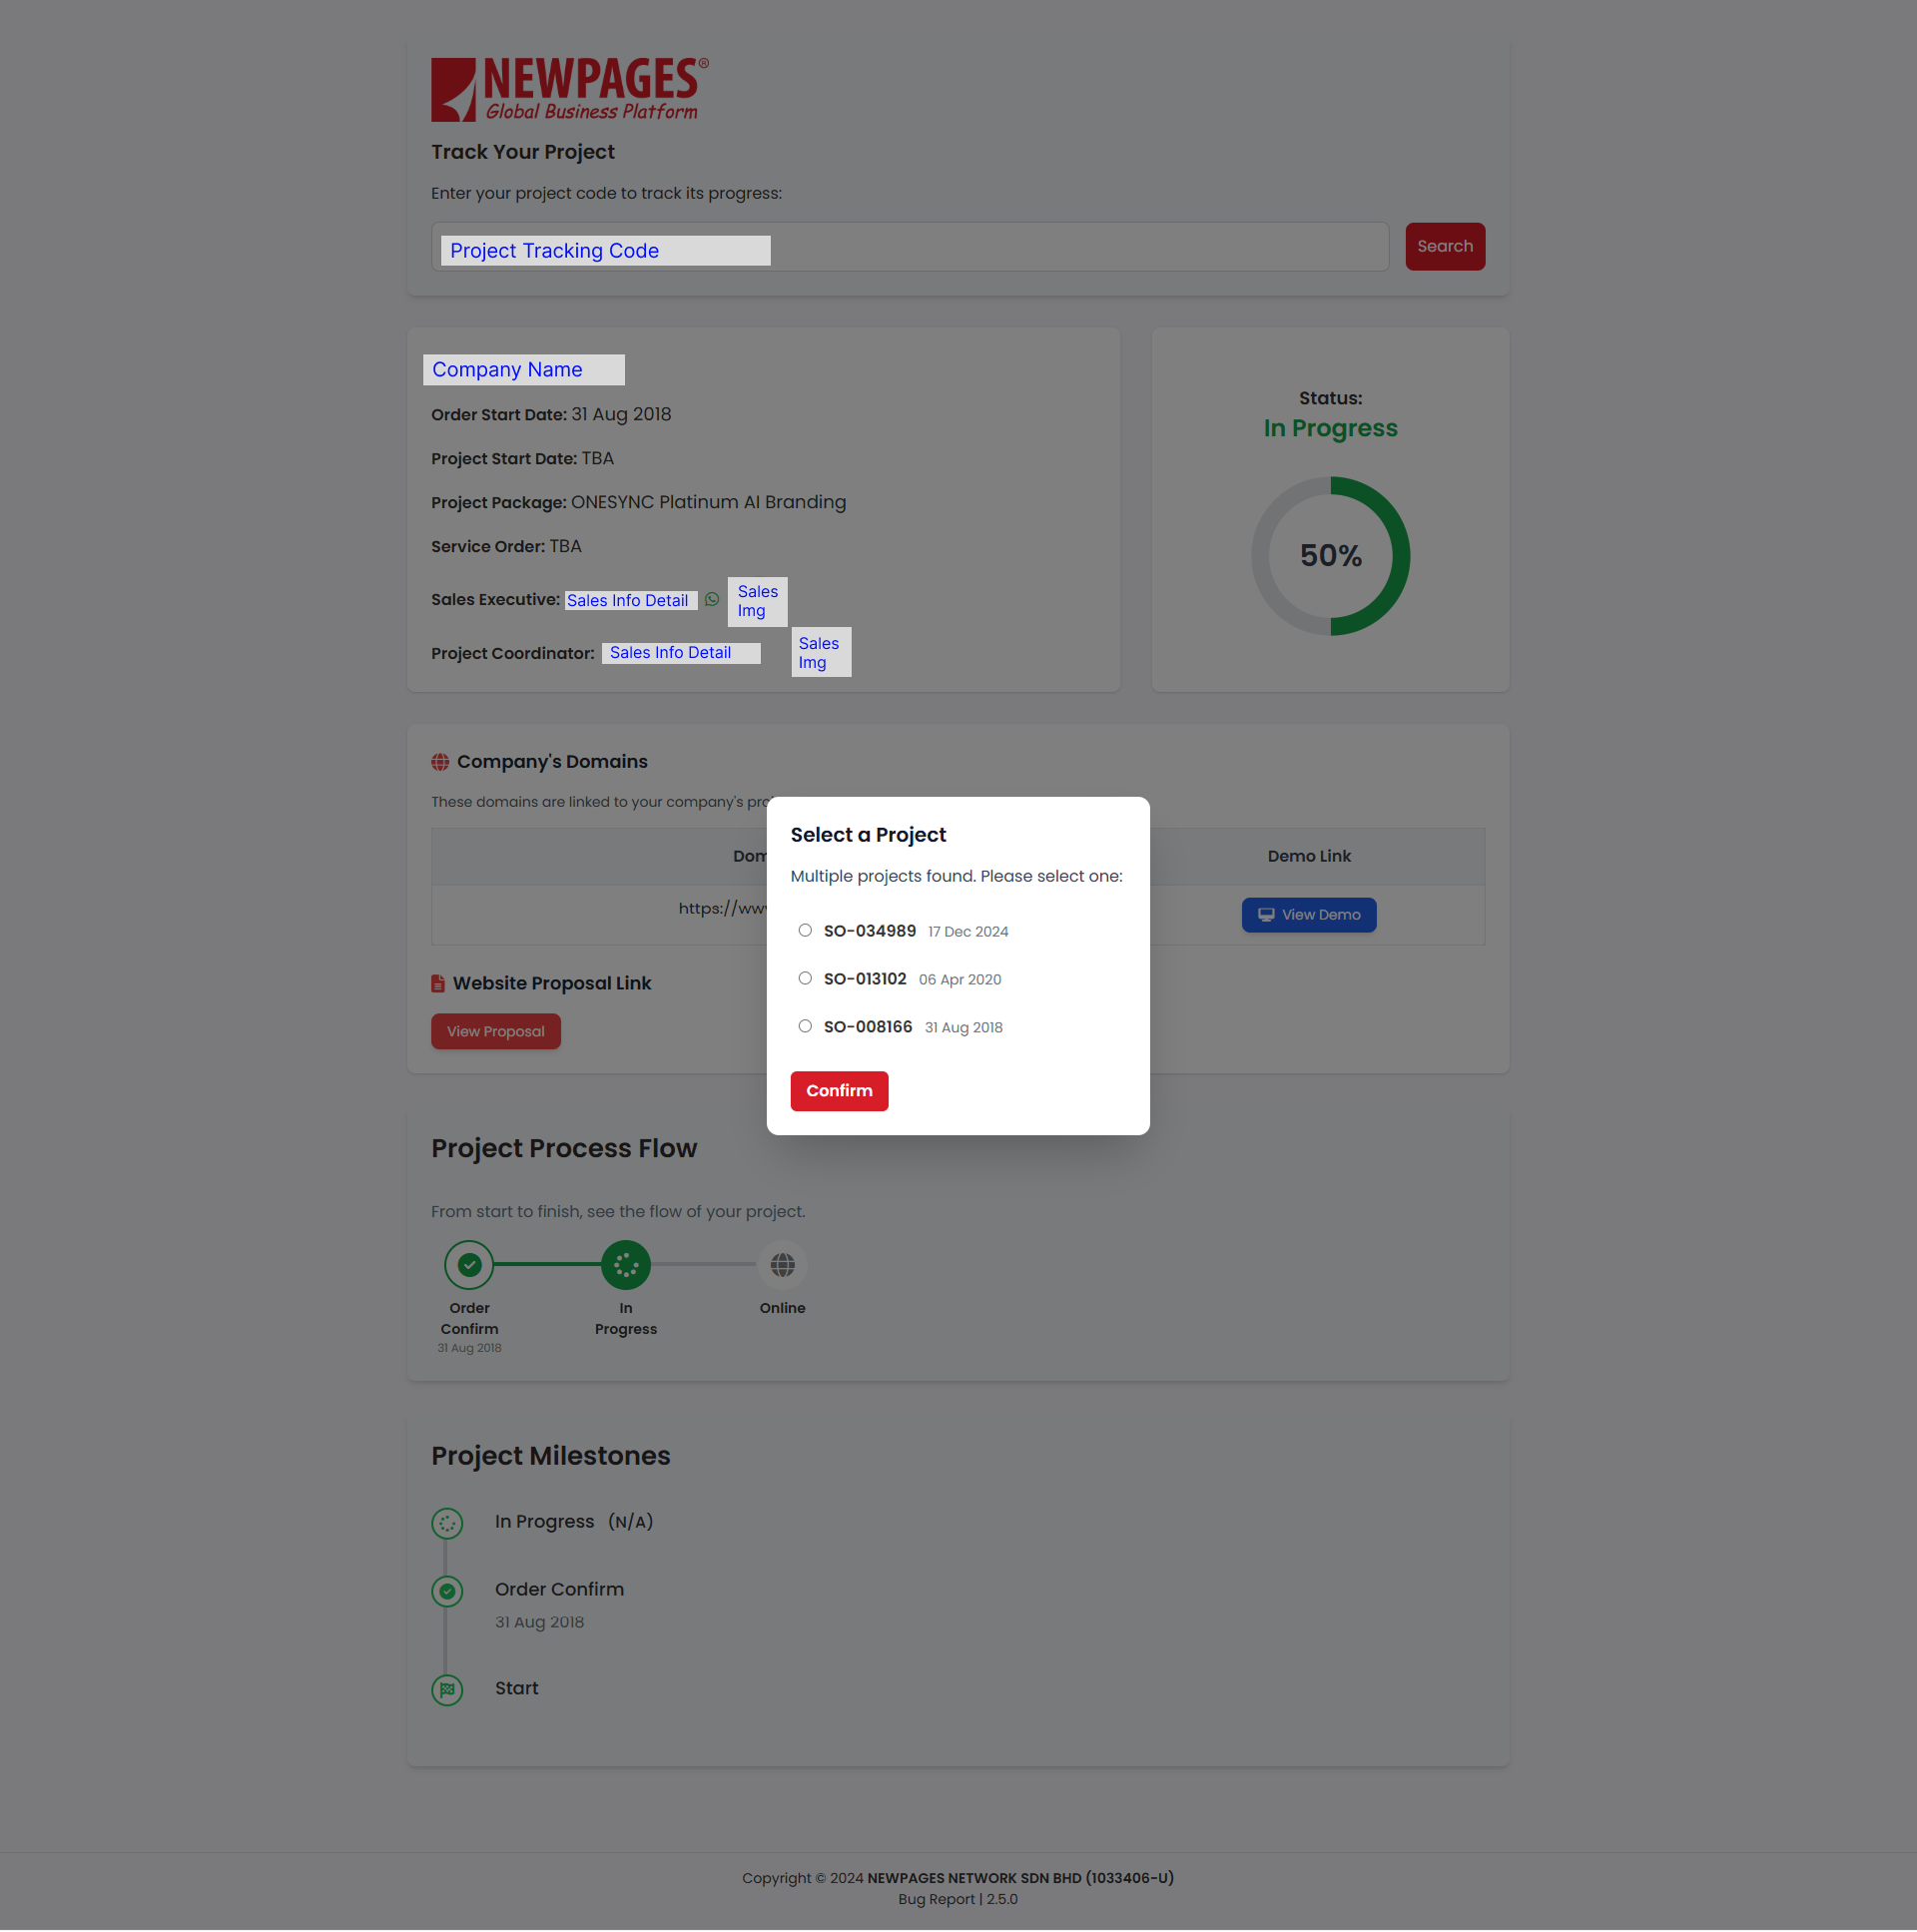 NEWPAGES®
Global Business Platform
Track Your Project
Enter your project code to track its progress:
Project Tracking Code
Search
Company Name
Order Start Date: 31 Aug 2018
Project Start Date: TBA
Project Package: ONESYNC Platinum AI Branding
Service Order: TBA
Sales Executive: Sales Info Detail
Sales
Img
Project Coordinator: Sales Info Detail
Sales
Img
Status:
In Progress
50%
Company's Domains
These domains are linked to your company's
Demo Link
https://www
View Demo
Website Proposal Link
View Proposal
Select a Project
Multiple projects found. Please select one:
SO-034989 17 Dec 2024
SO-013102 06 Apr 2020
SO-008166 31 Aug 2018
Confirm
Project Process Flow
From start to finish, see the flow of your project.
Order
Confirm
31 Aug 2018
In
Progress
Online
Project Milestones
In Progress (N/A)
Order Confirm
31 Aug 2018
Start
Copyright © 2024 NEWPAGES NETWORK SDN BHD (1033406-U)
Bug Report | 2.5.0